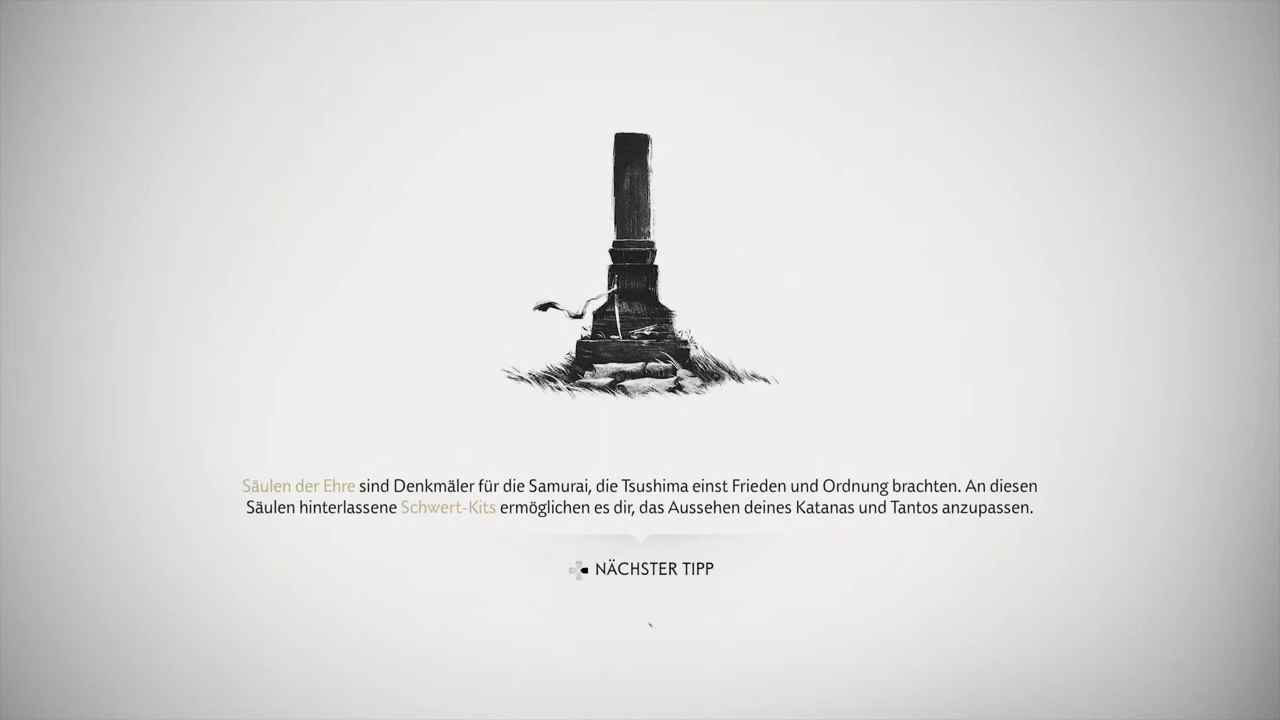 Säulen der Ehre sind Denkmäler für die Samurai, die Tsushima einst Frieden und Ordnung brachten. An diesen
Säulen hinterlassene Schwert-Kits ermöglichen es dir, das Aussehen deines Katanas und Tantos anzupassen.
NÄCHSTER TIPP